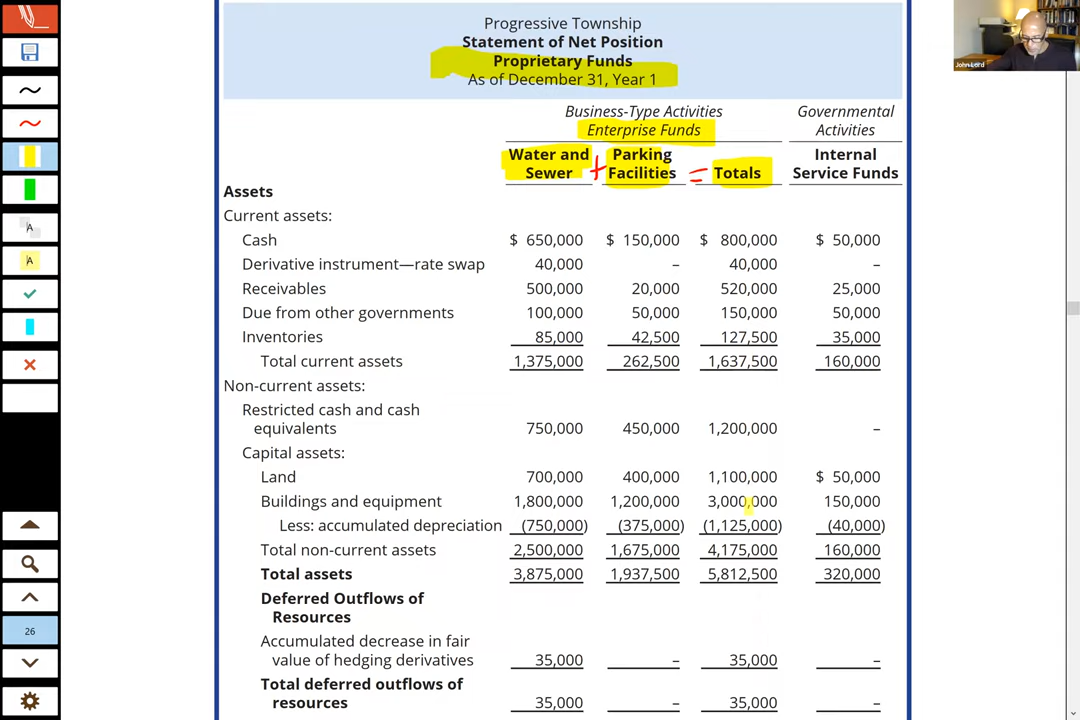 Progressive Township
Statement of Net Position
Proprietary Funds
As of December 31, Year 1
Business-Type Activities Governmental
Enterprise Funds Activities
Water and Parking Internal
Sewer + Facilities = Totals Service Funds
Assets
Current assets:
Cash $ 650,000 $ 150,000 $ 800,000 $ 50,000
Derivative instrument—rate swap 40,000 – 40,000 –
Receivables 500,000 20,000 520,000 25,000
Due from other governments 100,000 50,000 150,000 50,000
Inventories 85,000 42,500 127,500 35,000
Total current assets 1,375,000 262,500 1,637,500 160,000
Non-current assets:
Restricted cash and cash
equivalents 750,000 450,000 1,200,000 –
Capital assets:
Land 700,000 400,000 1,100,000 $ 50,000
Buildings and equipment 1,800,000 1,200,000 3,000,000 150,000
Less: accumulated depreciation (750,000) (375,000) (1,125,000) (40,000)
Total non-current assets 2,500,000 1,675,000 4,175,000 160,000
Total assets 3,875,000 1,937,500 5,812,500 320,000
Deferred Outflows of
Resources
Accumulated decrease in fair
value of hedging derivatives 35,000 – 35,000 –
Total deferred outflows of
resources 35,000 – 35,000 –
A
A
26